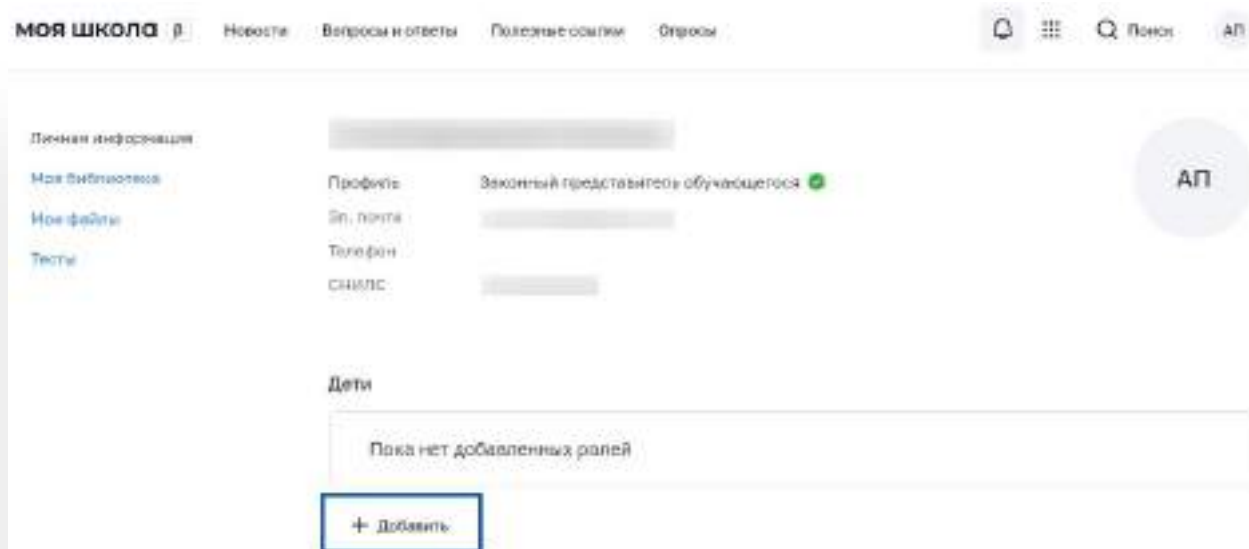 моя школа β Новости Вопросы и ответы Полезные ссылки Опросы Поиск АП
Личная информация
Моя библиотека
Мои файлы
Тесты
Профиль Законный представитель обучающегося
Эл. почта
Телефон
СНИЛС
АП
Дети
Пока нет добавленных ролей
+ Добавить